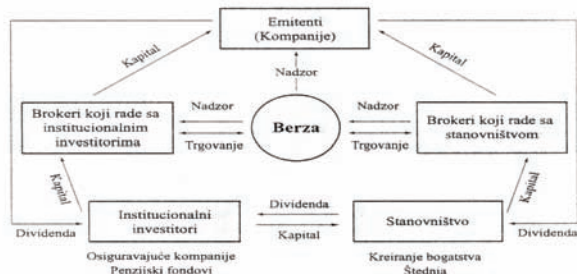 Emitenti
(Kompanije)
Kapital
Kapital
Nadzor
Brokeri koji rade sa
institucionalnim
investitorima
Nadzor
Trgovanje
Berza
Nadzor
Trgovanje
Brokeri koji rade sa
stanovništvom
Kapital
Kapital
Dividenda
Institucionalni
investitori
Dividenda
Kapital
Stanovništvo
Dividenda
Osiguravajuće kompanije
Penzijski fondovi
Kreiranje bogatstva
Štednja